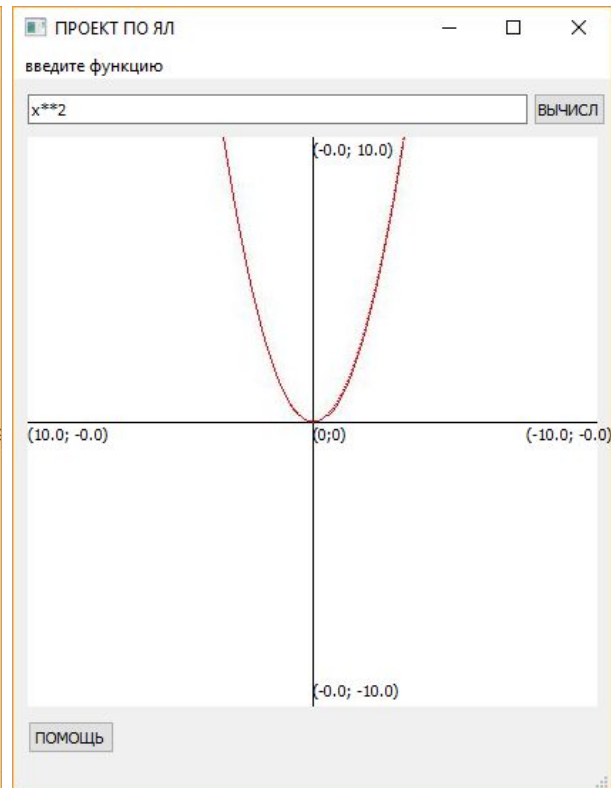 ПРОЕКТ ПО ЯЛ
введите функцию
x**2 ВЫЧИСЛ
(-0.0; 10.0)
(10.0; -0.0) (0;0) (-10.0; -0.0)
(-0.0; -10.0)
ПОМОЩЬ